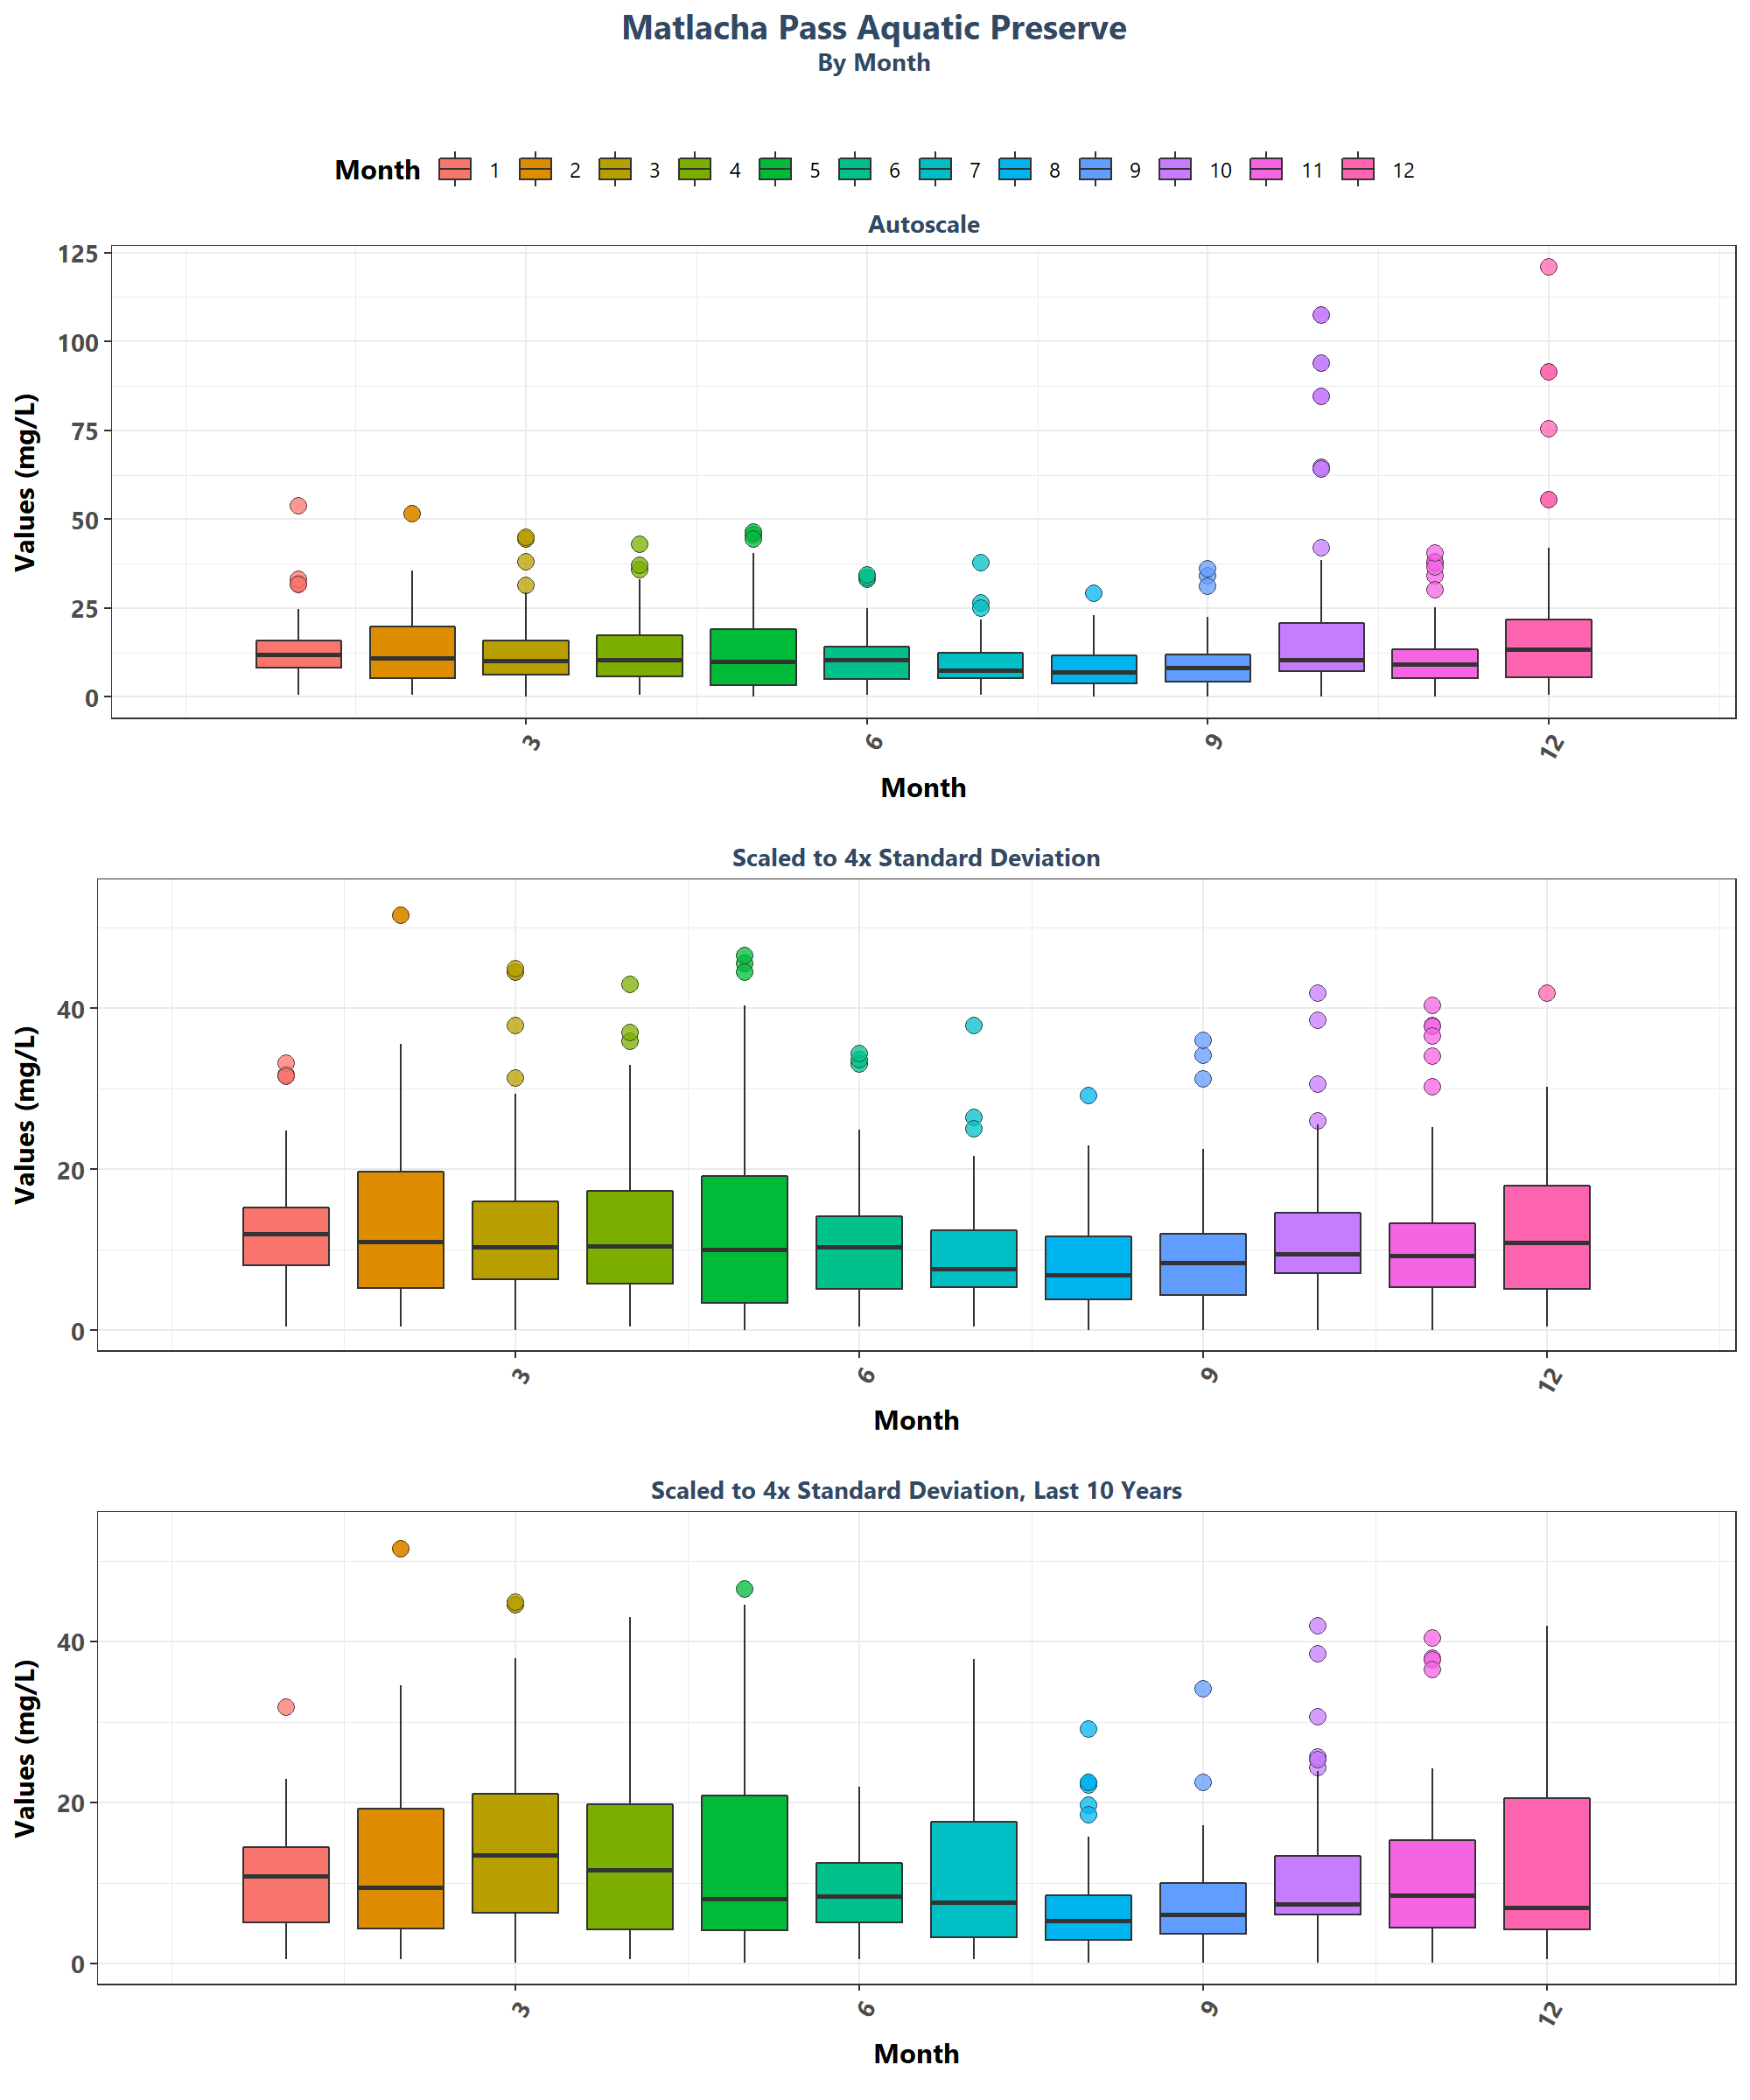 Matlacha Pass Aquatic Preserve
By Month
Month 1 2 3 4 5 6 7 8 9 10 11 12
Autoscale
Values (mg/L)
125
100
75
50
25
0
3 6 9 12
Month
Scaled to 4x Standard Deviation
Values (mg/L)
40
20
0
3 6 9 12
Month
Scaled to 4x Standard Deviation, Last 10 Years
Values (mg/L)
40
20
0
3 6 9 12
Month